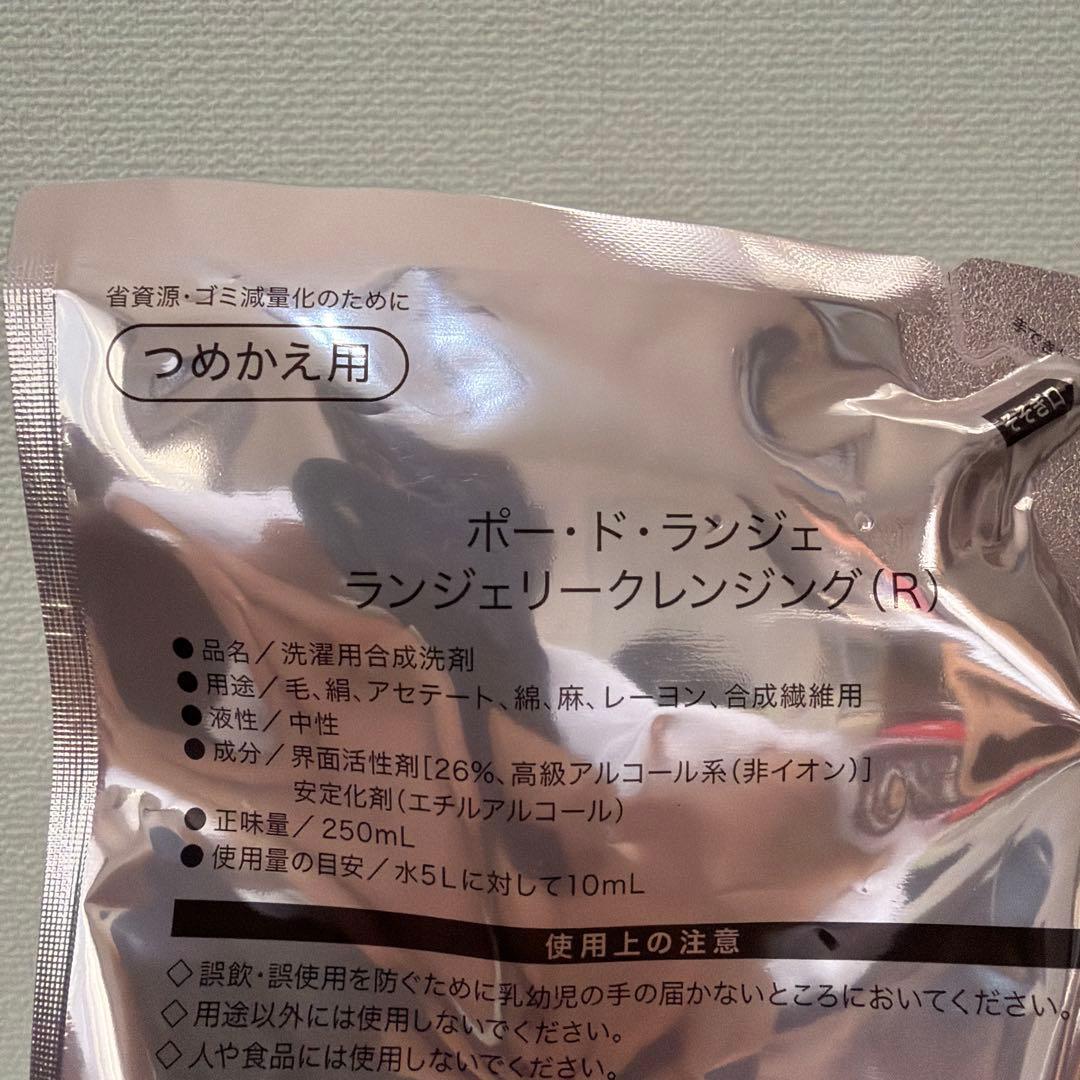 省資源・ゴミ減量化のために
つめかえ用
そそぎ口
ポー・ド・ランジェ
ランジェリークレンジング(R)
●品名/洗濯用合成洗剤
●用途/毛、絹、アセテート、綿、麻、レーヨン、合成繊維用
●液性/中性
●成分/界面活性剤[26%、高級アルコール系(非イオン)]
安定化剤(エチルアルコール)
●正味量/250mL
●使用量の目安/水5Lに対して10mL
使用上の注意
◇誤飲・誤使用を防ぐために乳幼児の手の届かないところにおいてください。
◇用途以外には使用しないでください。
◇人や食品には使用しないでください。